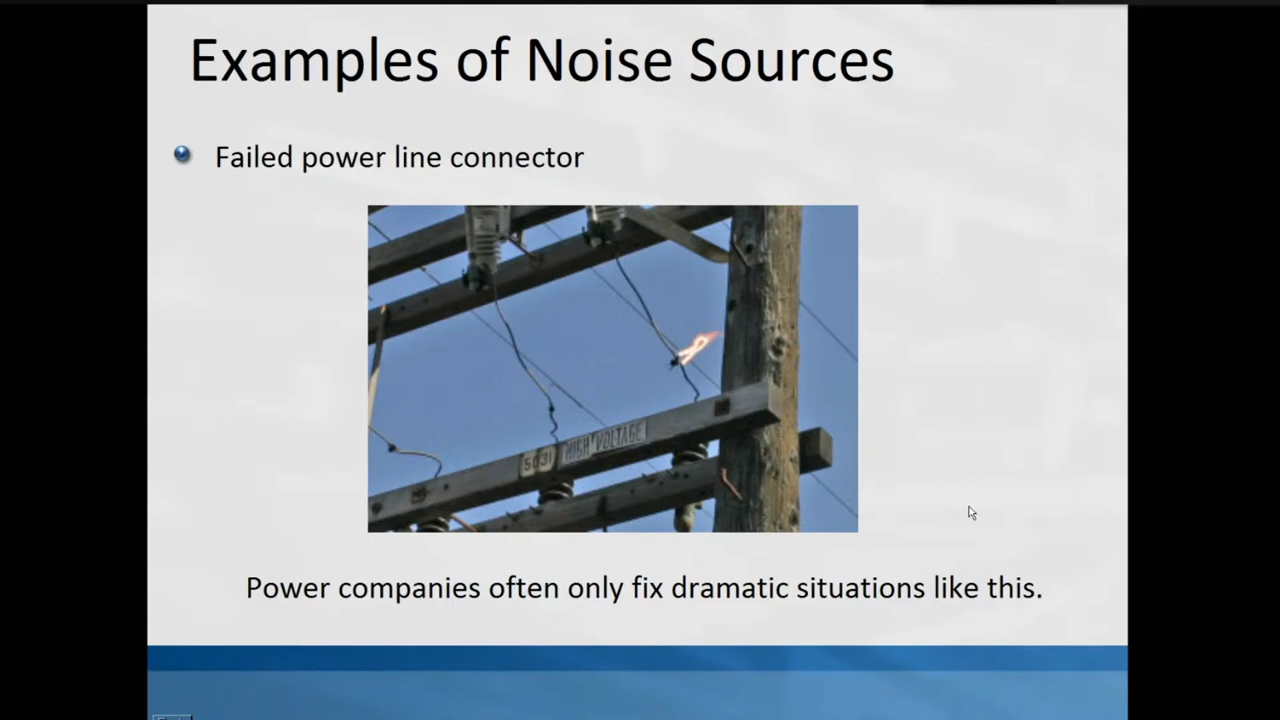 Examples of Noise Sources
Failed power line connector
5031
HIGH VOLTAGE
Power companies often only fix dramatic situations like this.